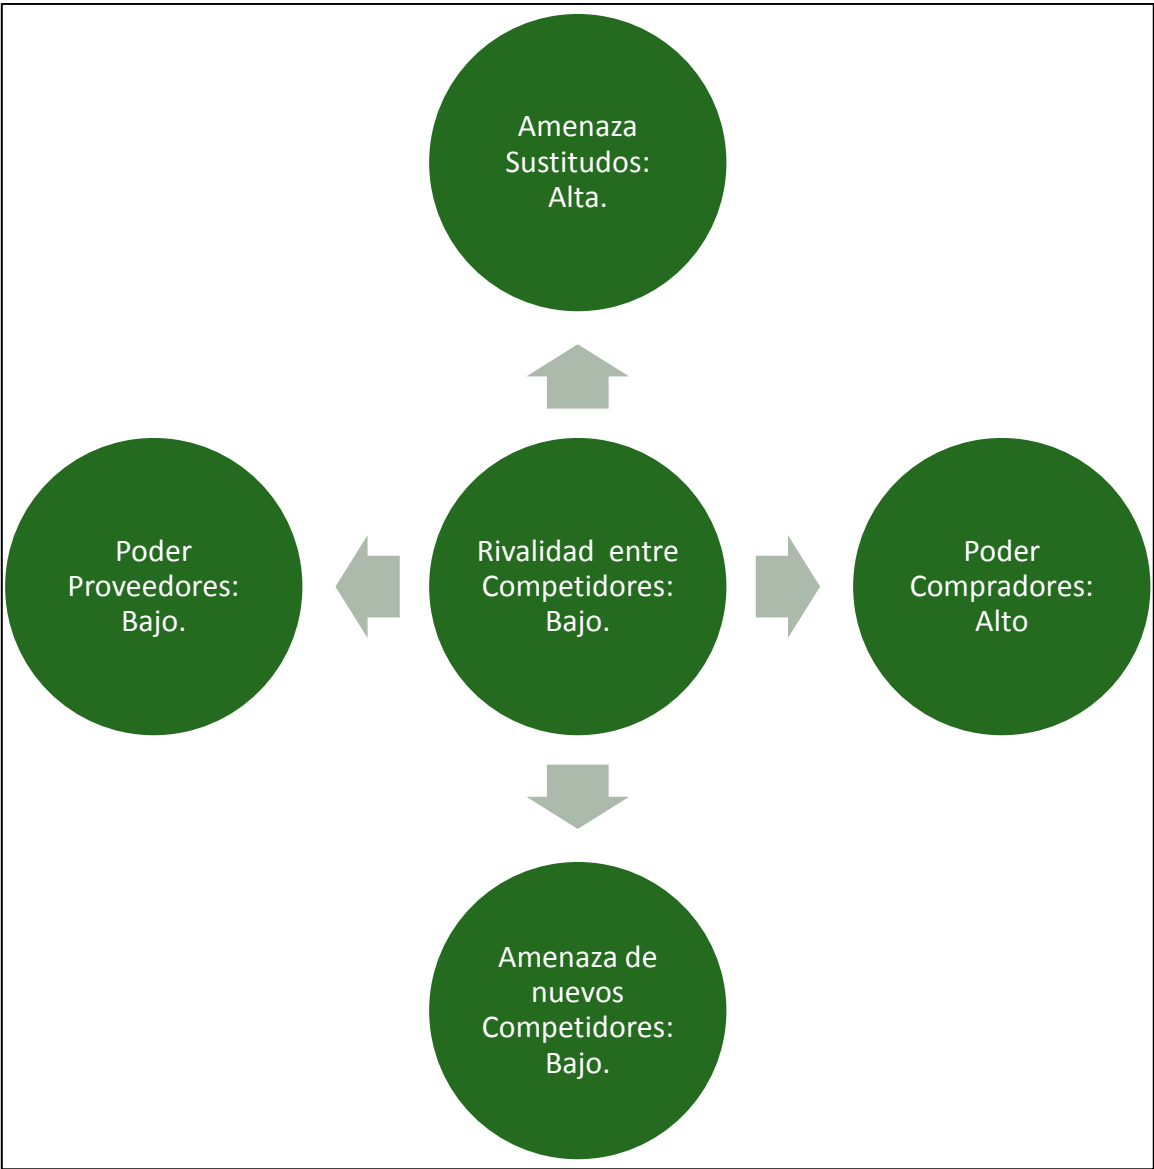 Amenaza
Sustitudos:
Alta.
Poder
Proveedores:
Bajo.
Rivalidad  entre
Competidores:
Bajo.
Poder
Compradores:
Alto
Amenaza de
nuevos
Competidores:
Bajo.